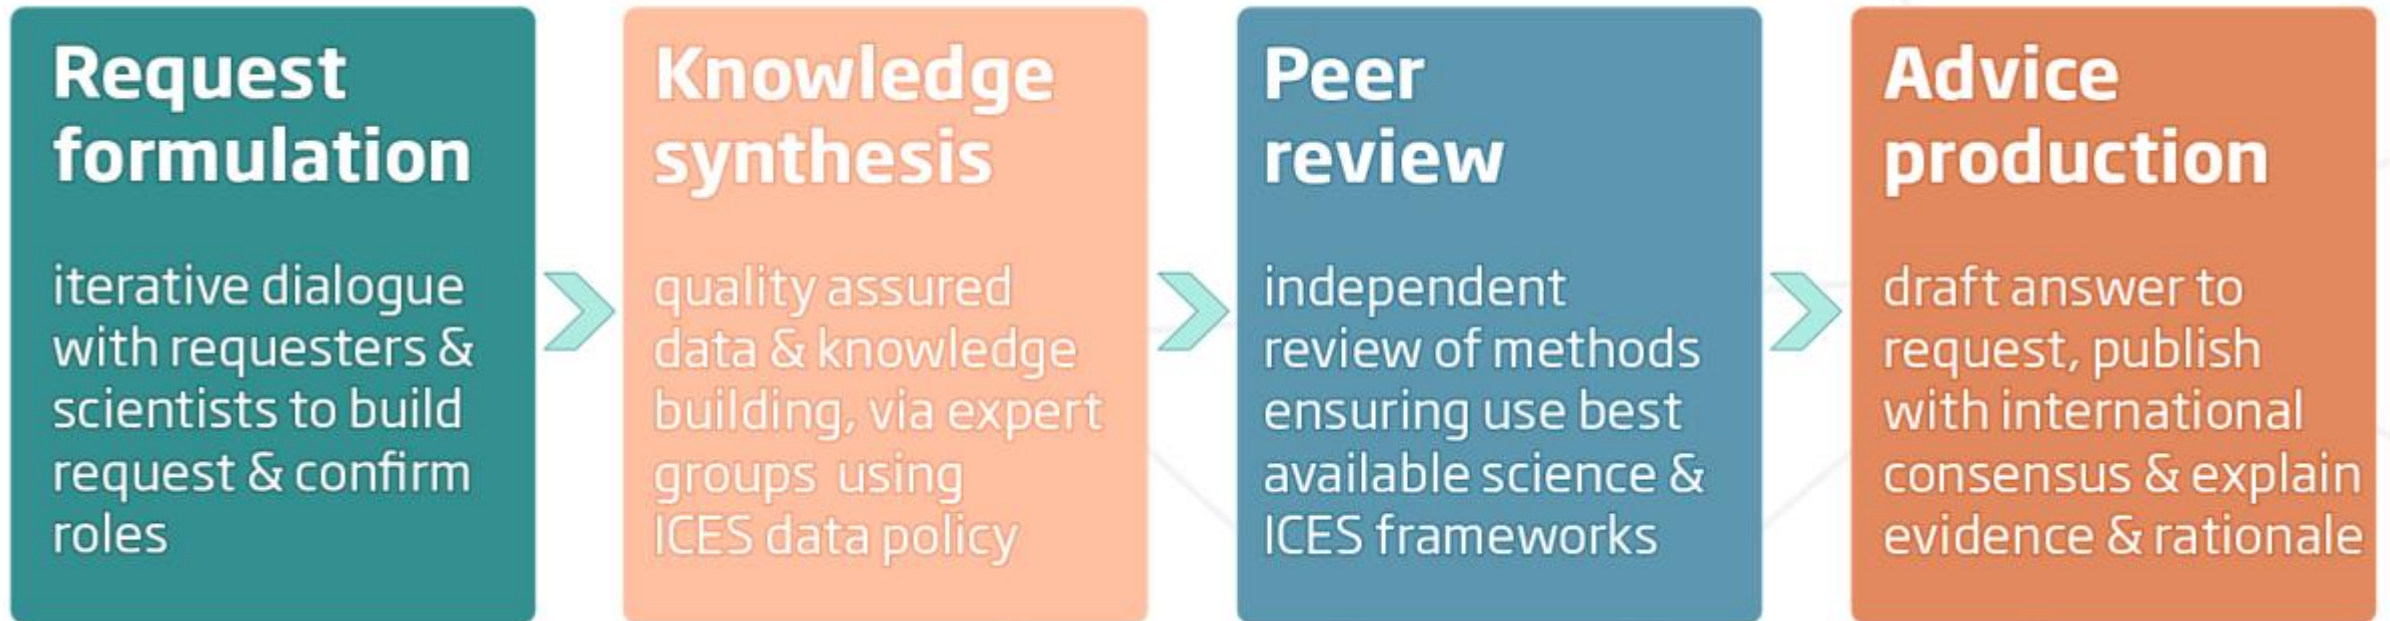 Request
formulation
iterative dialogue
with requesters &
scientists to build
request & confirm
roles
Knowledge
synthesis
quality assured
data & knowledge
building, via expert
groups using
ICES data policy
Peer
review
independent
review of methods
ensuring use best
available science &
ICES frameworks
Advice
production
draft answer to
request, publish
with international
consensus & explain
evidence & rationale